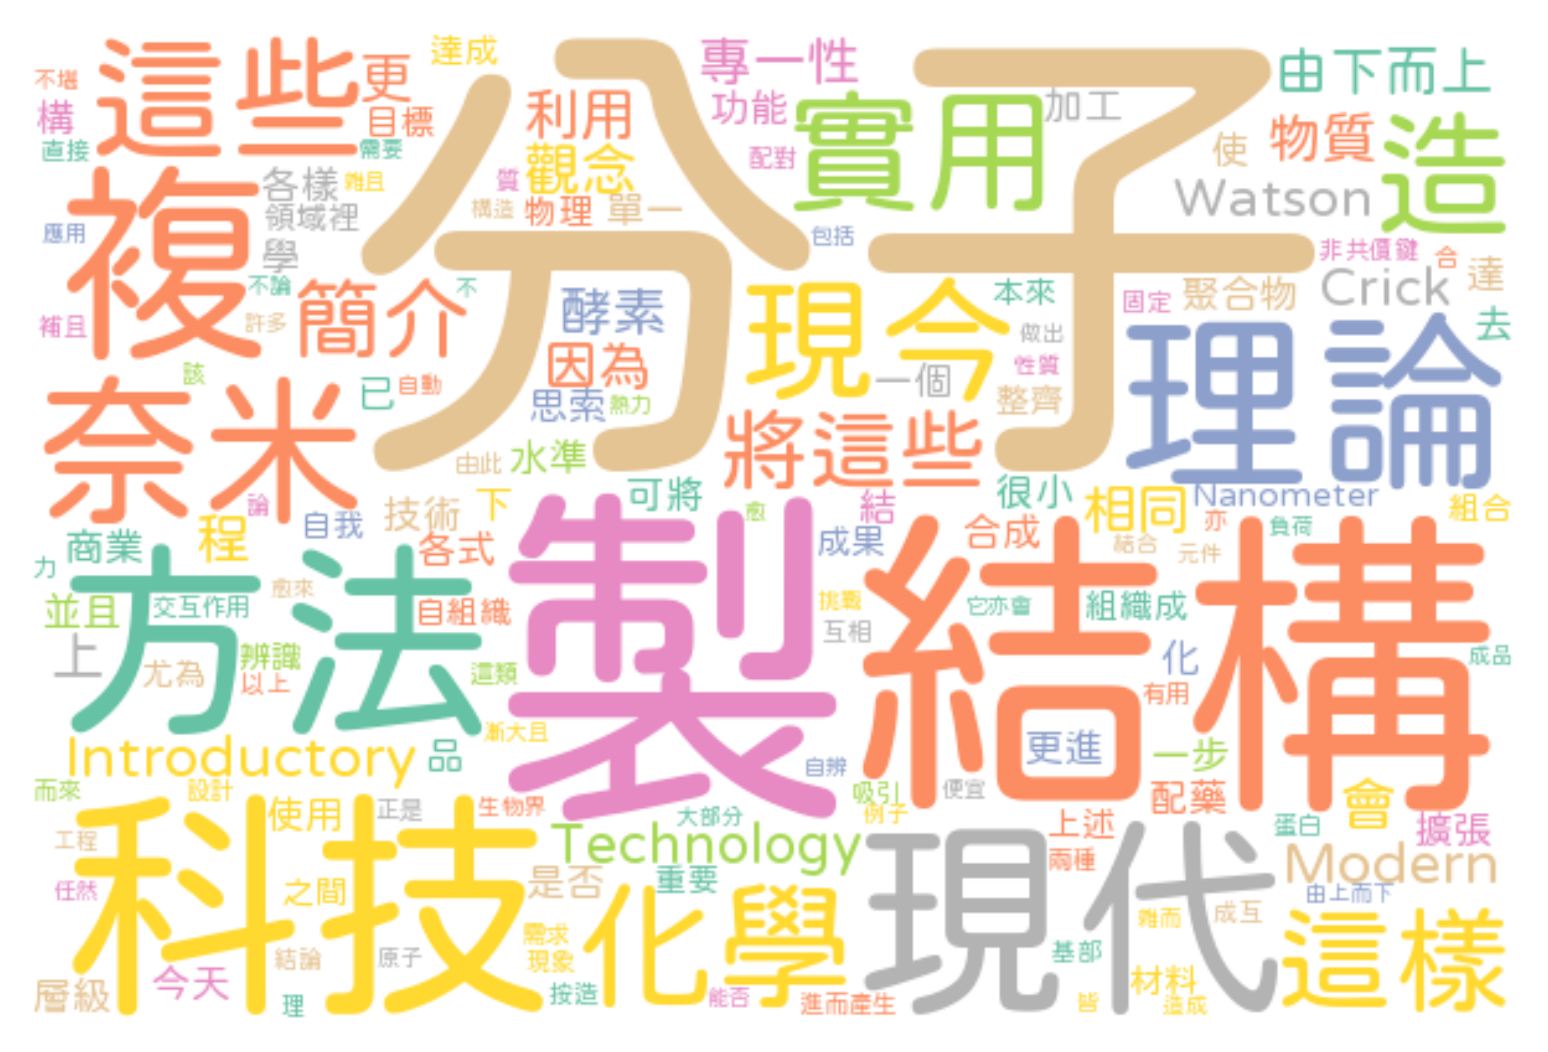 不堪
這些
更
達成
分子
專一性
由下而上
構
目標
利用
功能
實用
加工
物質
造
直接
需要
觀念
配對
使
複
各樣
雜且
質
Watson
領域裡
構造
物理
單一
應用
學
包括
非共價鍵
合
不論
簡介
不
酵素
現今
本來
固定
聚合物
Crick
達
補且
許多
因為
做出
理論
去
該
已
自動
思索
熱力
一個
性質
整齊
奈米
將這些
由此
水準
論
自我
技術
下
可將
愈
結
很小
相同
Nanometer
組合
商業
程
各式
製
成果
合成
結合
亦
元件
負荷
力
方法
愈來
結構
並且
交互作用
自組織
挑戰
互相
它亦會
組織成
上
尤為
辨識
以上
這類
化
成品
有用
漸大且
Introductory
品
自辨
更進
一步
而來
設計
吸引
便宜
配藥
會
科技
使用
正是
生物界
大部分
例子
上述
蛋白
擴張
工程
Technology
現代
兩種
Modern
任然
之間
是否
重要
由上而下
化學
雜而
成互
這樣
需求
結論
原子
現象
基部
層級
今天
理
按造
能否
進而產生
材料
皆
造成